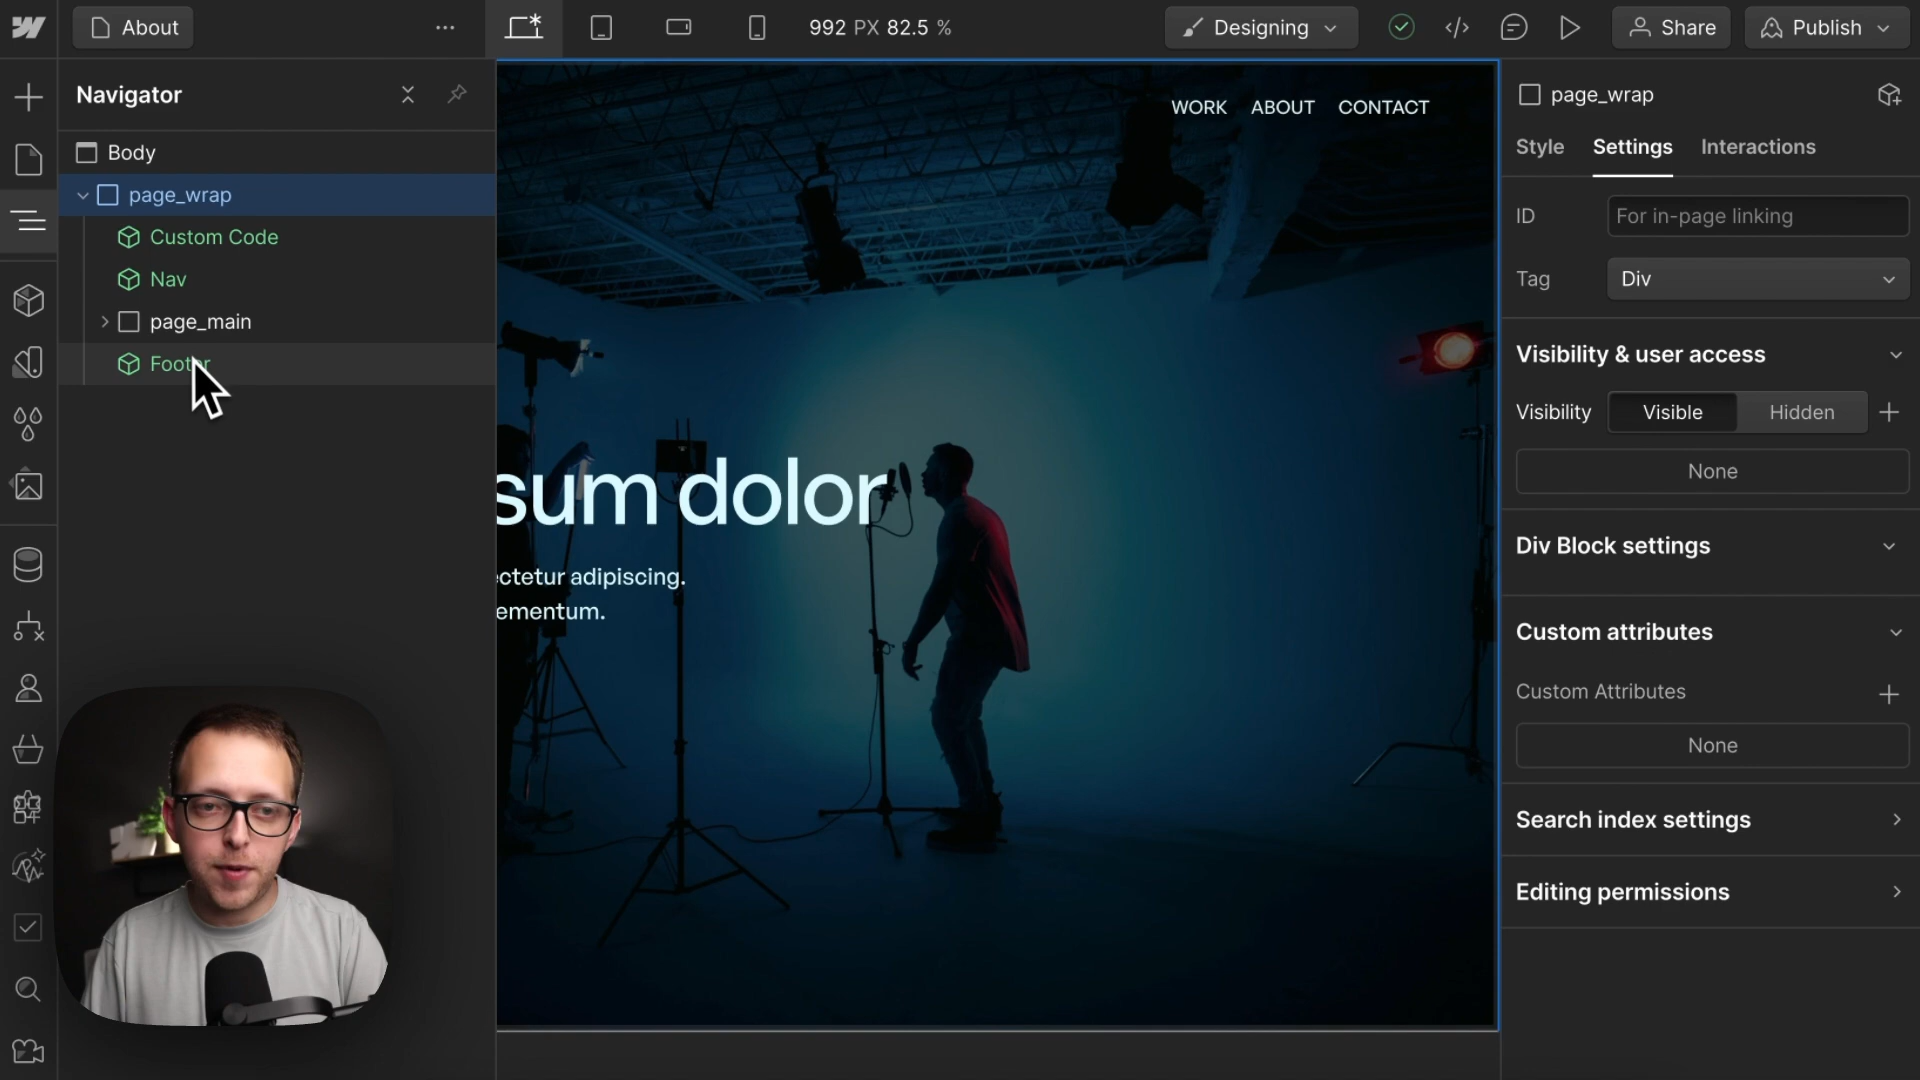 About
...
992 PX 82.5 %
Designing
Share
Publish
Navigator
Body
page_wrap
Custom Code
Nav
page_main
Footer
WORK ABOUT CONTACT
sum dolor
ectetur adipiscing.
ementum.
page_wrap
Style Settings Interactions
ID For in-page linking
Tag Div
Visibility & user access
Visibility Visible Hidden
None
Div Block settings
Custom attributes
Custom Attributes
None
Search index settings
Editing permissions